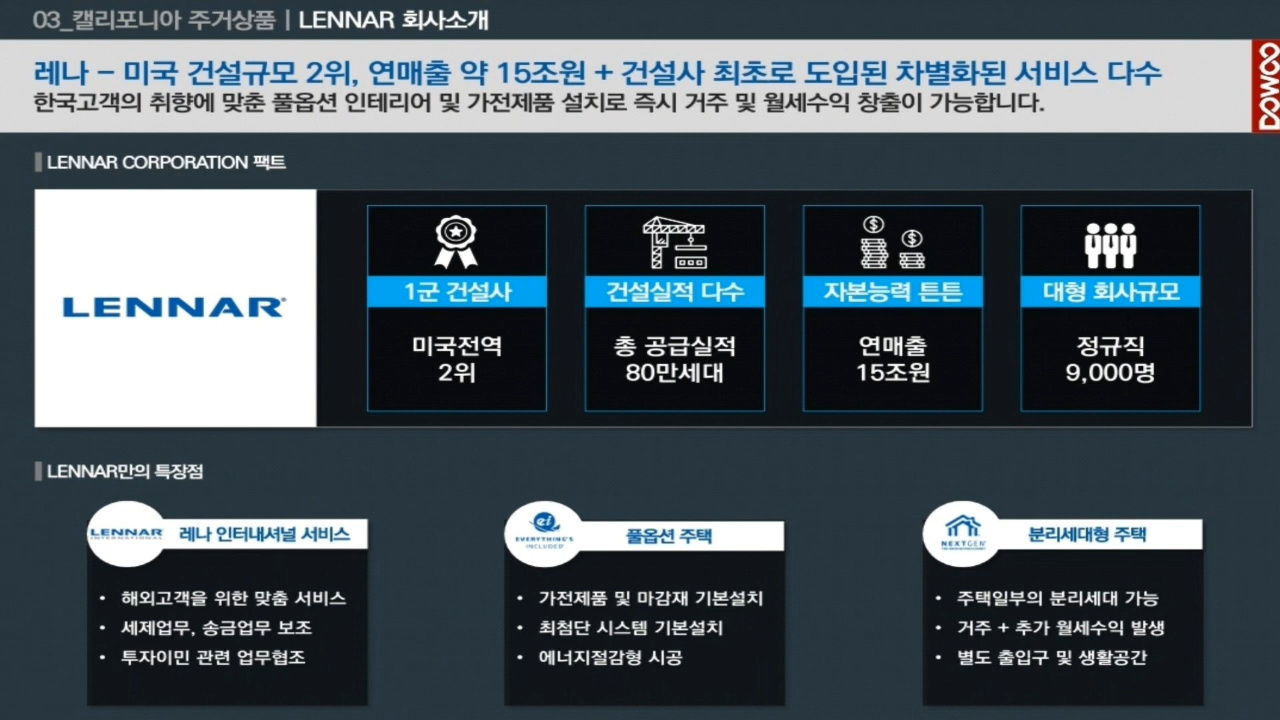 03_캘리포니아 주거상품 | LENNAR 회사소개
레나 – 미국 건설규모 2위, 연매출 약 15조원 + 건설사 최초로 도입된 차별화된 서비스 다수
한국고객의 취향에 맞춘 풀옵션 인테리어 및 가전제품 설치로 즉시 거주 및 월세수익 창출이 가능합니다.
DOWOO
LENNAR CORPORATION 팩트
LENNAR
1군 건설사
미국전역
2위
건설실적 다수
총 공급실적
80만세대
자본능력 튼튼
연매출
15조원
대형 회사규모
정규직
9,000명
LENNAR만의 특장점
LENNAR
INTERNATIONAL
레나 인터내셔널 서비스
• 해외고객을 위한 맞춤 서비스
• 세제업무, 송금업무 보조
• 투자이민 관련 업무협조
ei
EVERYTHING'S
INCLUDED
풀옵션 주택
• 가전제품 및 마감재 기본설치
• 최첨단 시스템 기본설치
• 에너지절감형 시공
NEXTGEN
분리세대형 주택
• 주택일부의 분리세대 가능
• 거주 + 추가 월세수익 발생
• 별도 출입구 및 생활공간